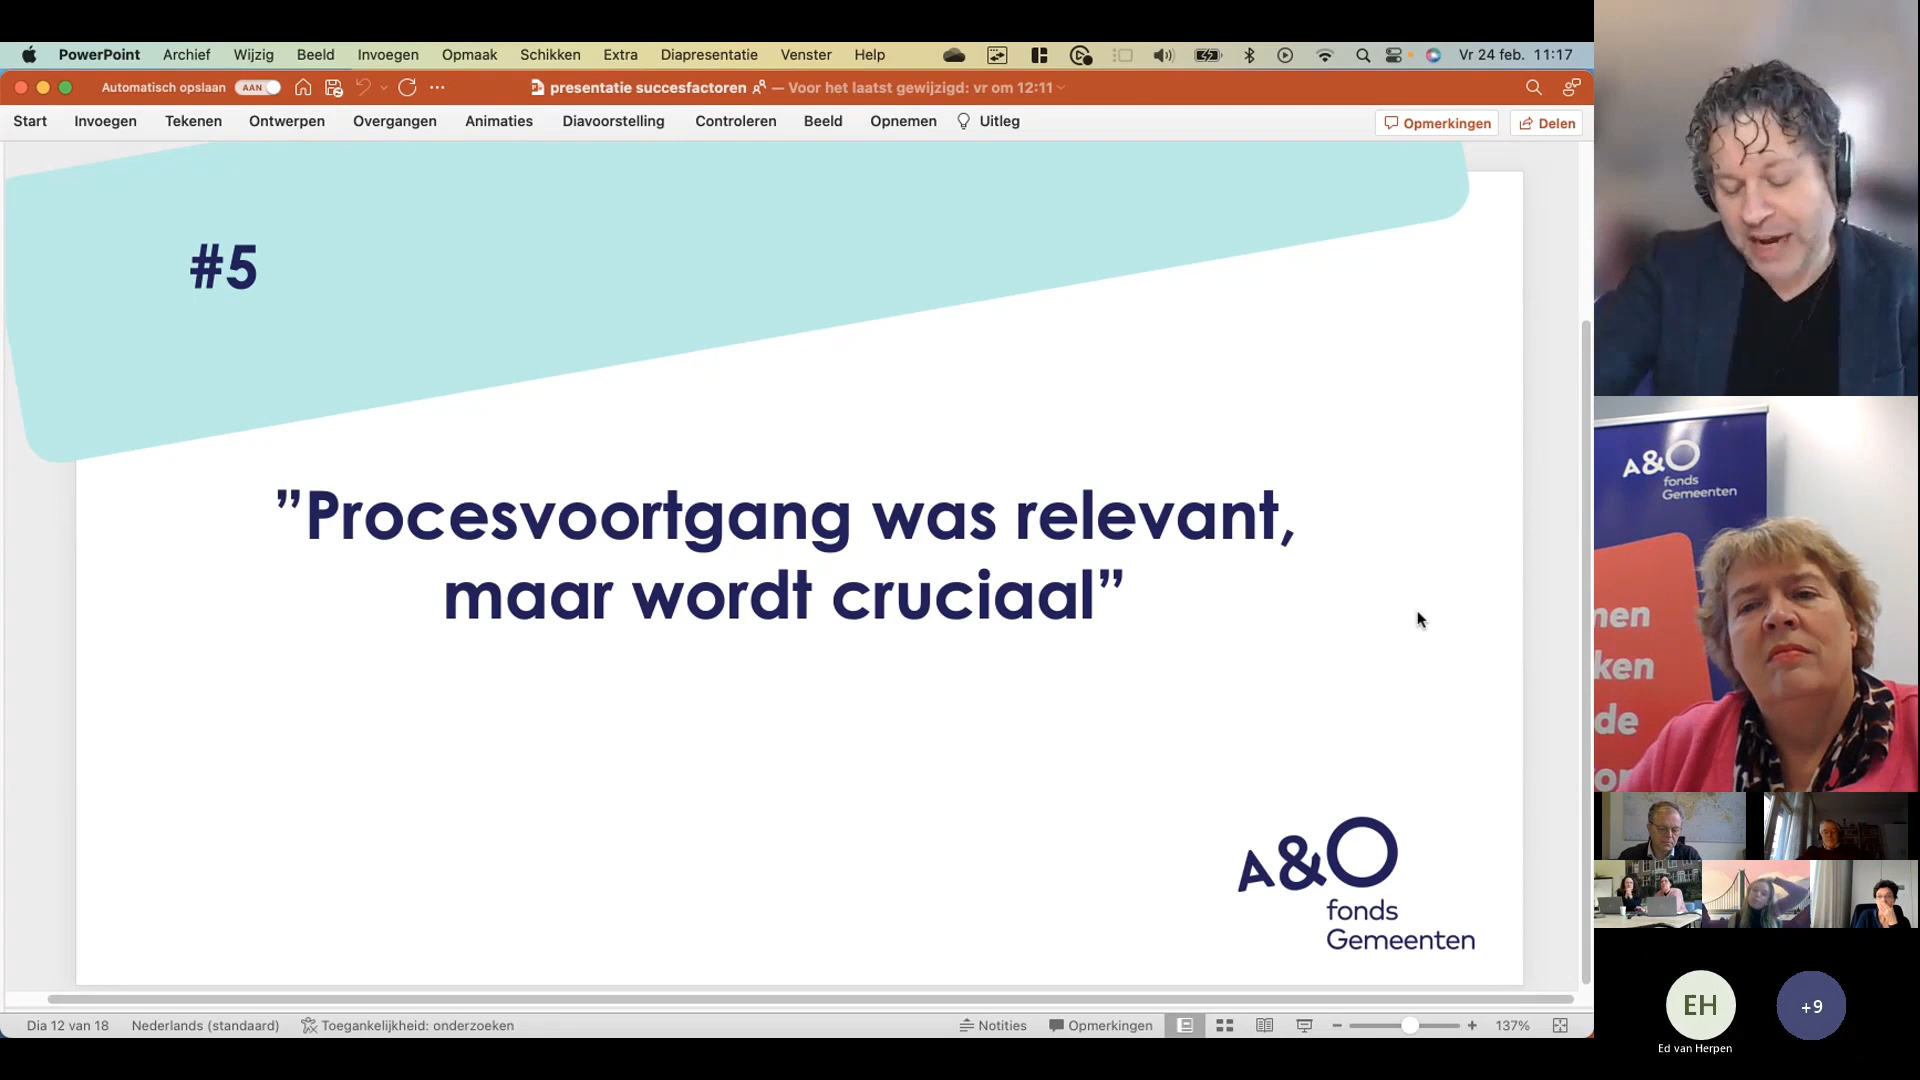 PowerPoint Archief Wijzig Beeld Invoegen Opmaak Schikken Extra Diapresentatie Venster Help Vr 24 feb. 11:17
Automatisch opslaan AAN presentatie succesfactoren — Voor het laatst gewijzigd: vr om 12:11
Start Invoegen Tekenen Ontwerpen Overgangen Animaties Diavoorstelling Controleren Beeld Opnemen Uitleg Opmerkingen Delen
#5
”Procesvoortgang was relevant,
maar wordt cruciaal”
A&O
fonds
Gemeenten
Dia 12 van 18 Nederlands (standaard) Toegankelijkheid: onderzoeken Notities Opmerkingen 137%
A&O
fonds
Gemeenten
nen
ken
de
EH
+9
Ed van Herpen